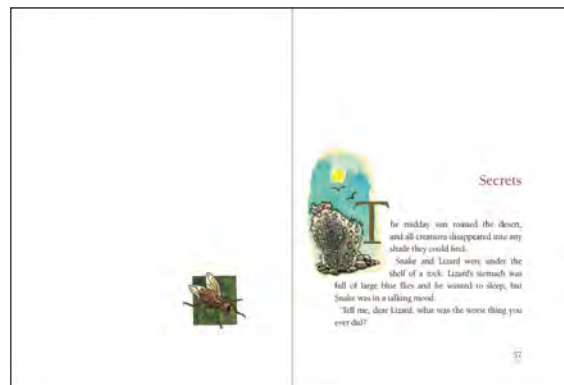 Secrets
The midday sun roasted the desert,
and all creatures disappeared into any
shade they could find.
Snake and Lizard were under the
shelf of a rock. Lizard's stomach was
full of large blue flies and he wanted to sleep, but
Snake was in a talking mood.
'Tell me, dear Lizard, what was the worst thing you
ever did?
57